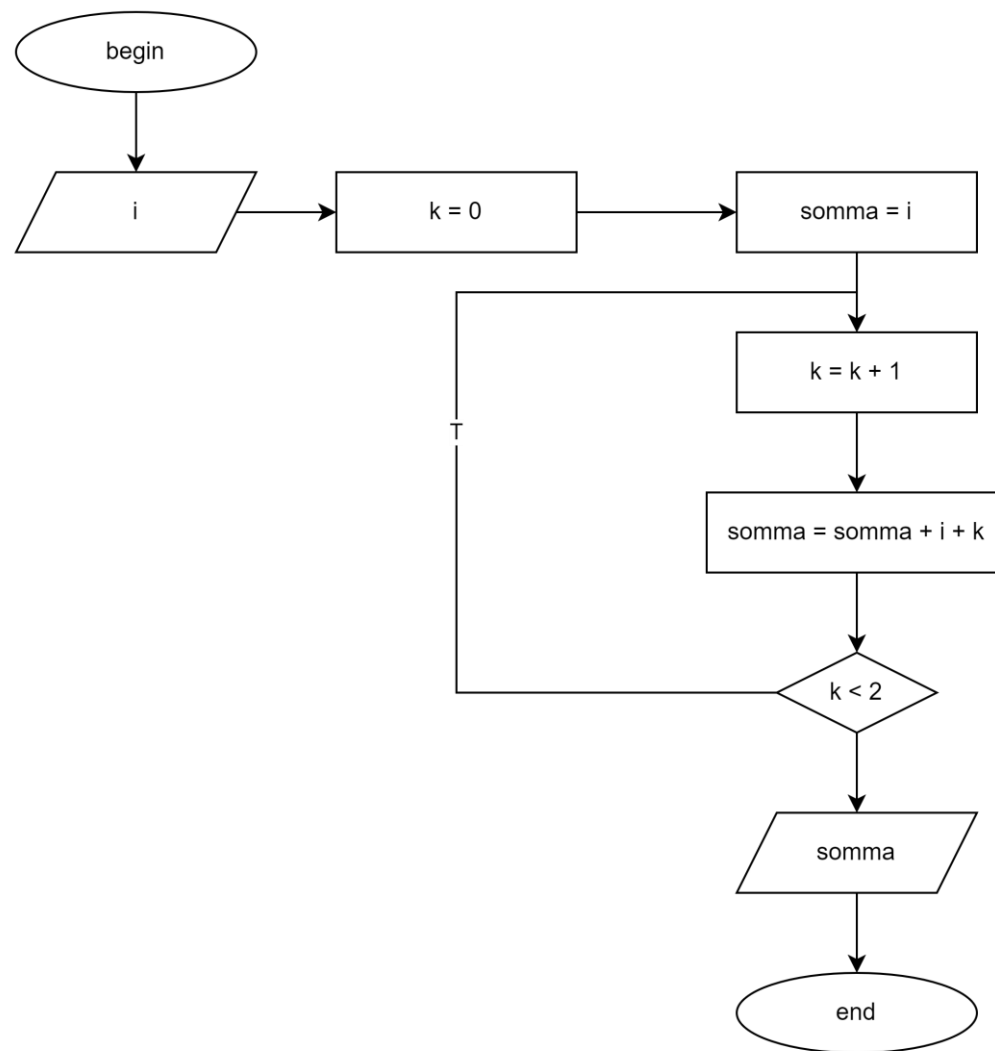 begin
i
k = 0
somma = i
k = k + 1
T
somma = somma + i + k
k < 2
somma
end